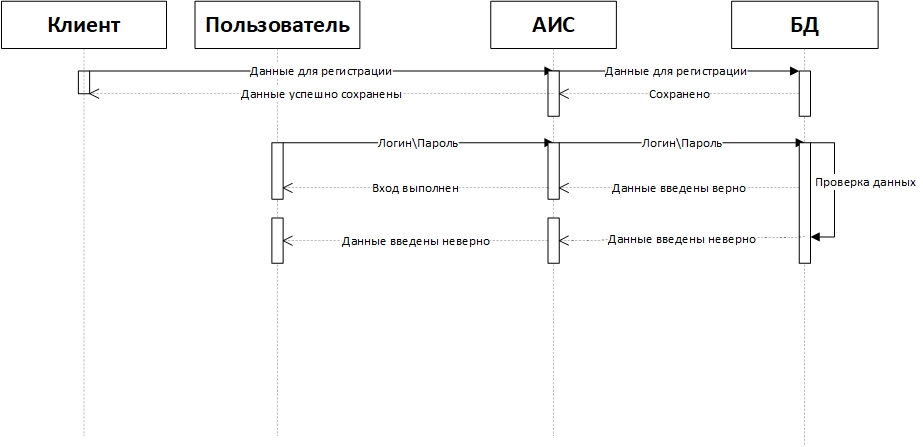 Клиент
Пользователь
АИС
БД
Данные для регистрации
Данные для регистрации
Данные успешно сохранены
Сохранено
Логин\Пароль
Логин\Пароль
Проверка данных
Вход выполнен
Данные введены верно
Данные введены неверно
Данные введены неверно